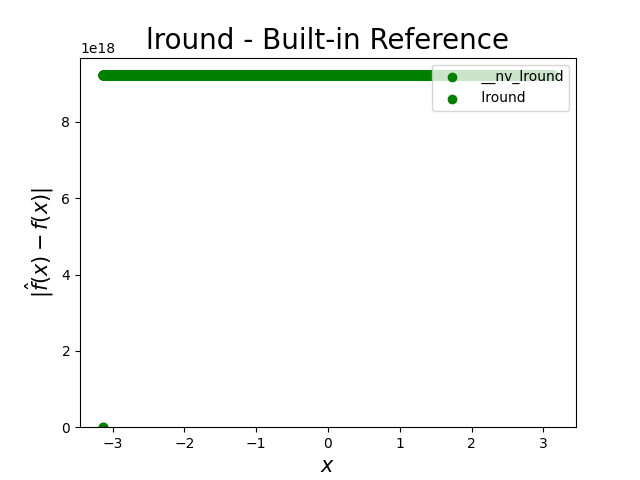 lround - Built-in Reference
1e18
__nv_lround
lround
8
6
4
2
0
|f̂(x) − f(x)|
−3
−2
−1
0
1
2
3
x